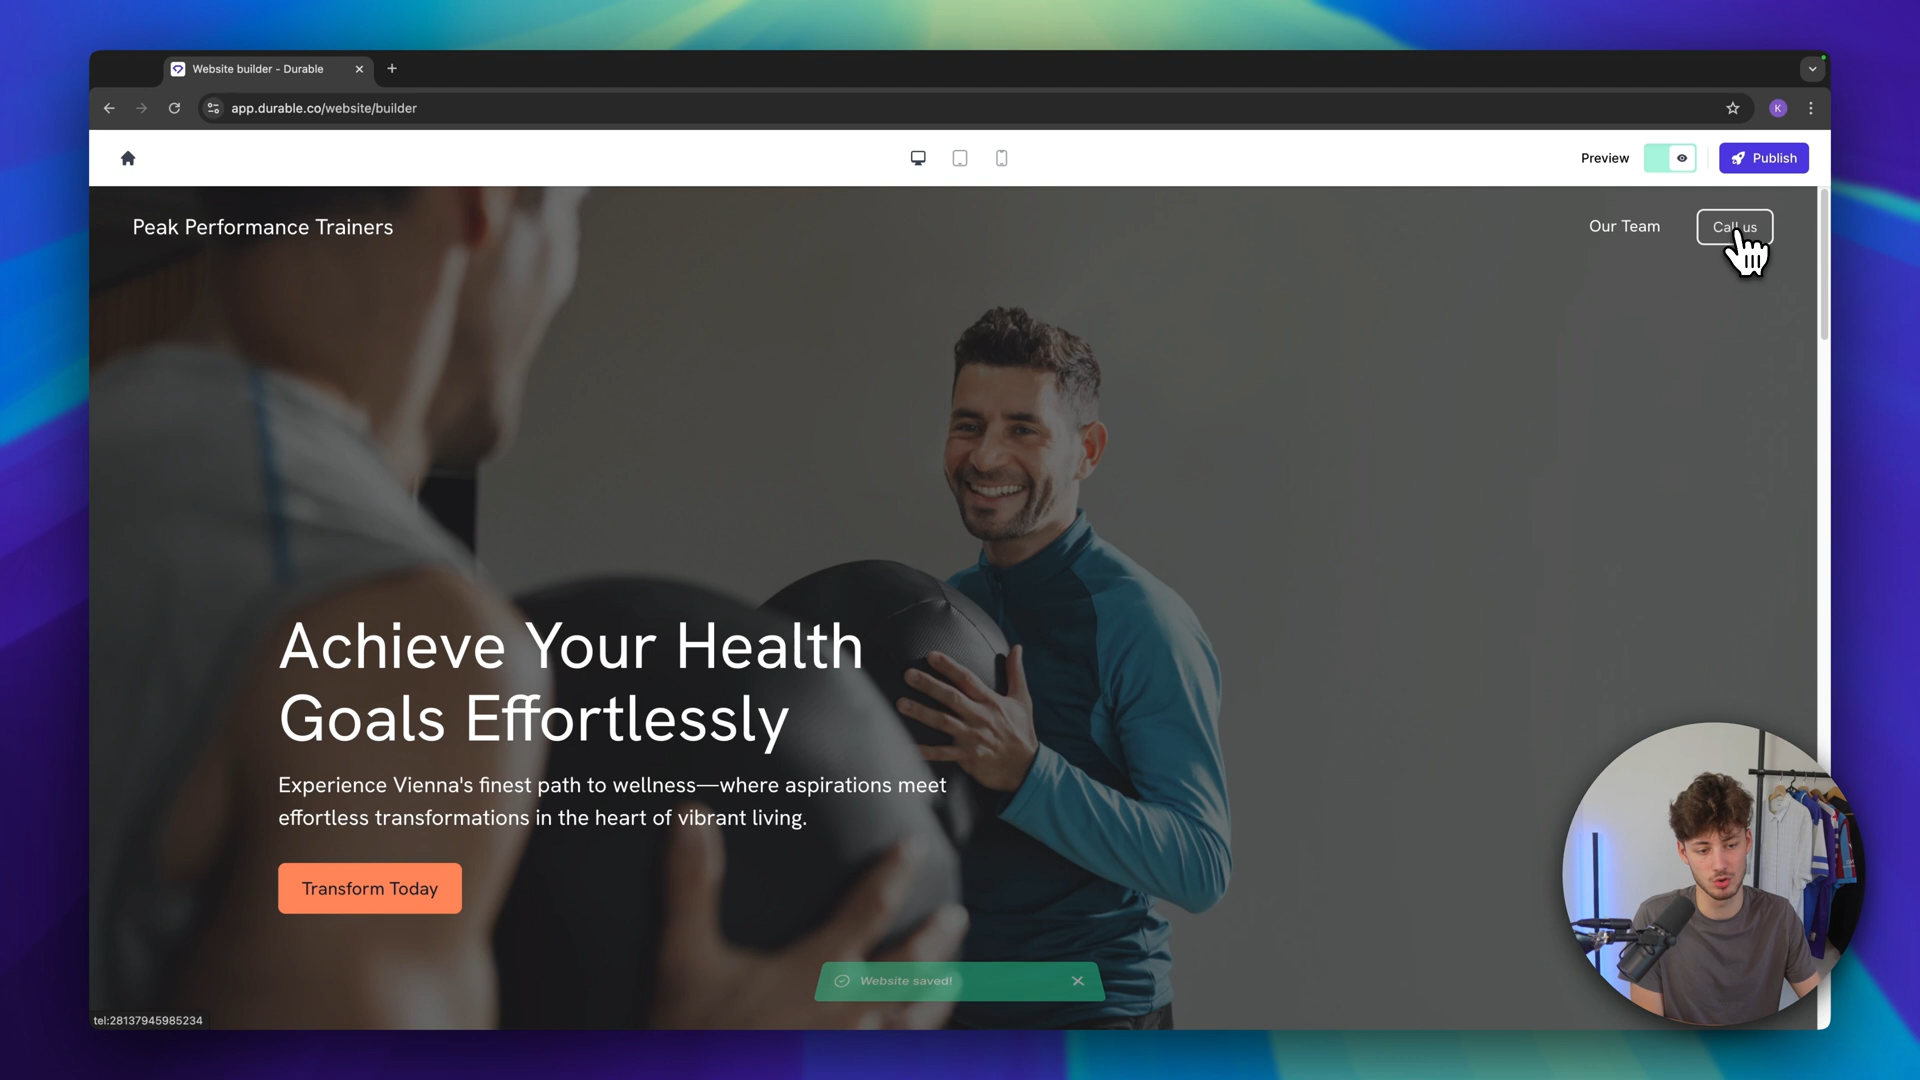 Website builder - Durable
app.durable.co/website/builder
K
Preview
Publish
Peak Performance Trainers
Our Team
Call us
Achieve Your Health
Goals Effortlessly
Experience Vienna's finest path to wellness—where aspirations meet
effortless transformations in the heart of vibrant living.
Transform Today
Website saved!
tel:28137945985234